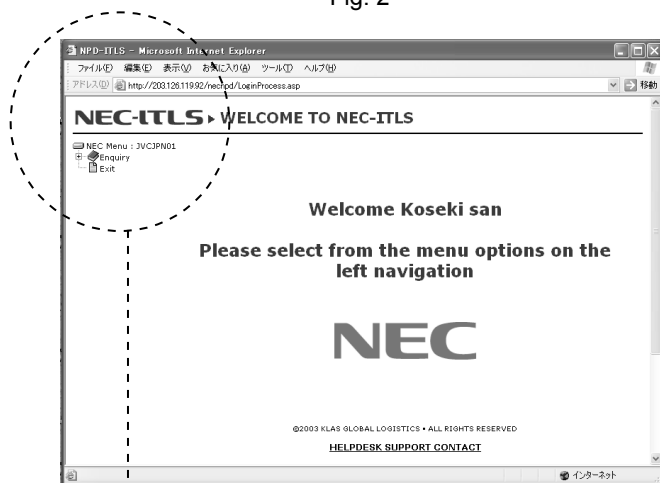 Fig. 2
NPD-ITLS - Microsoft Internet Explorer
ファイル(F) 編集(E) 表示(V) お気に入り(A) ツール(T) ヘルプ(H)
アドレス(D) http://203.126.119.92/necnpd/LoginProcess.asp 移動
NEC-ITLS WELCOME TO NEC-ITLS
NEC Menu : JVCJPN01
Enquiry
Exit
Welcome Koseki san
Please select from the menu options on the
left navigation
NEC
©2003 KLAS GLOBAL LOGISTICS • ALL RIGHTS RESERVED
HELPDESK SUPPORT CONTACT
インターネット